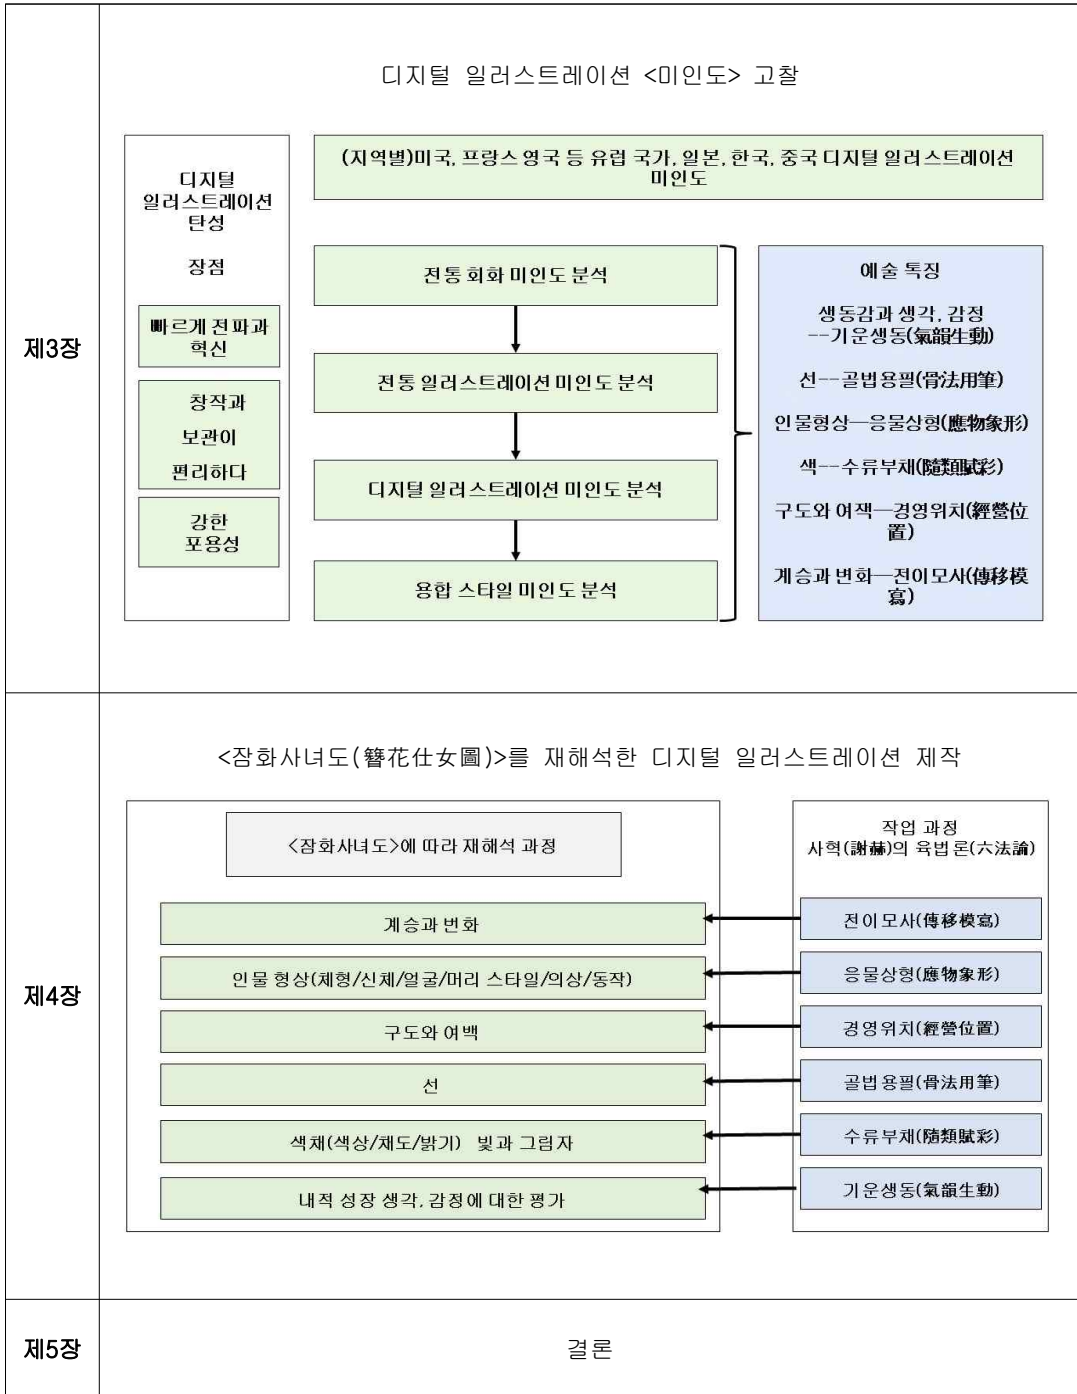 제3장
디지털 일러스트레이션 <미인도> 고찰
디지털
일러스트레이션
탄성
장점
빠르게 전파과
혁신
창작과
보관이
편리하다
강한
포용성
(지역별)미국, 프랑스 영국 등 유럽 국가, 일본, 한국, 중국 디지털 일러스트레이션
미인도
전통 회화 미인도 분석
전통 일러스트레이션 미인도 분석
디지털 일러스트레이션 미인도 분석
융합 스타일 미인도 분석
예술 특징
생동감과 생각, 감정
--기운생동(氣韻生動)
선--골법용필(骨法用筆)
인물형상—응물상형(應物象形)
색--수류부채(隨類賦彩)
구도와 여잭—경영위치(經營位
置)
계승과 변화—전이모사(傳移模
寫)
제4장
<잠화사녀도(簪花仕女圖)>를 재해석한 디지털 일러스트레이션 제작
<잠화사녀도>에 따라 재해석 과정
계승과 변화
인물 형상(체형/신체/얼굴/머리 스타일/의상/동작)
구도와 여백
선
색채(색상/채도/밝기) 빛과 그림자
내적 성장 생각, 감정에 대한 평가
작업 과정
사혁(謝赫)의 육법론(六法論)
전이모사(傳移模寫)
응물상형(應物象形)
경영위치(經營位置)
골법용필(骨法用筆)
수류부채(隨類賦彩)
기운생동(氣韻生動)
제5장
결론